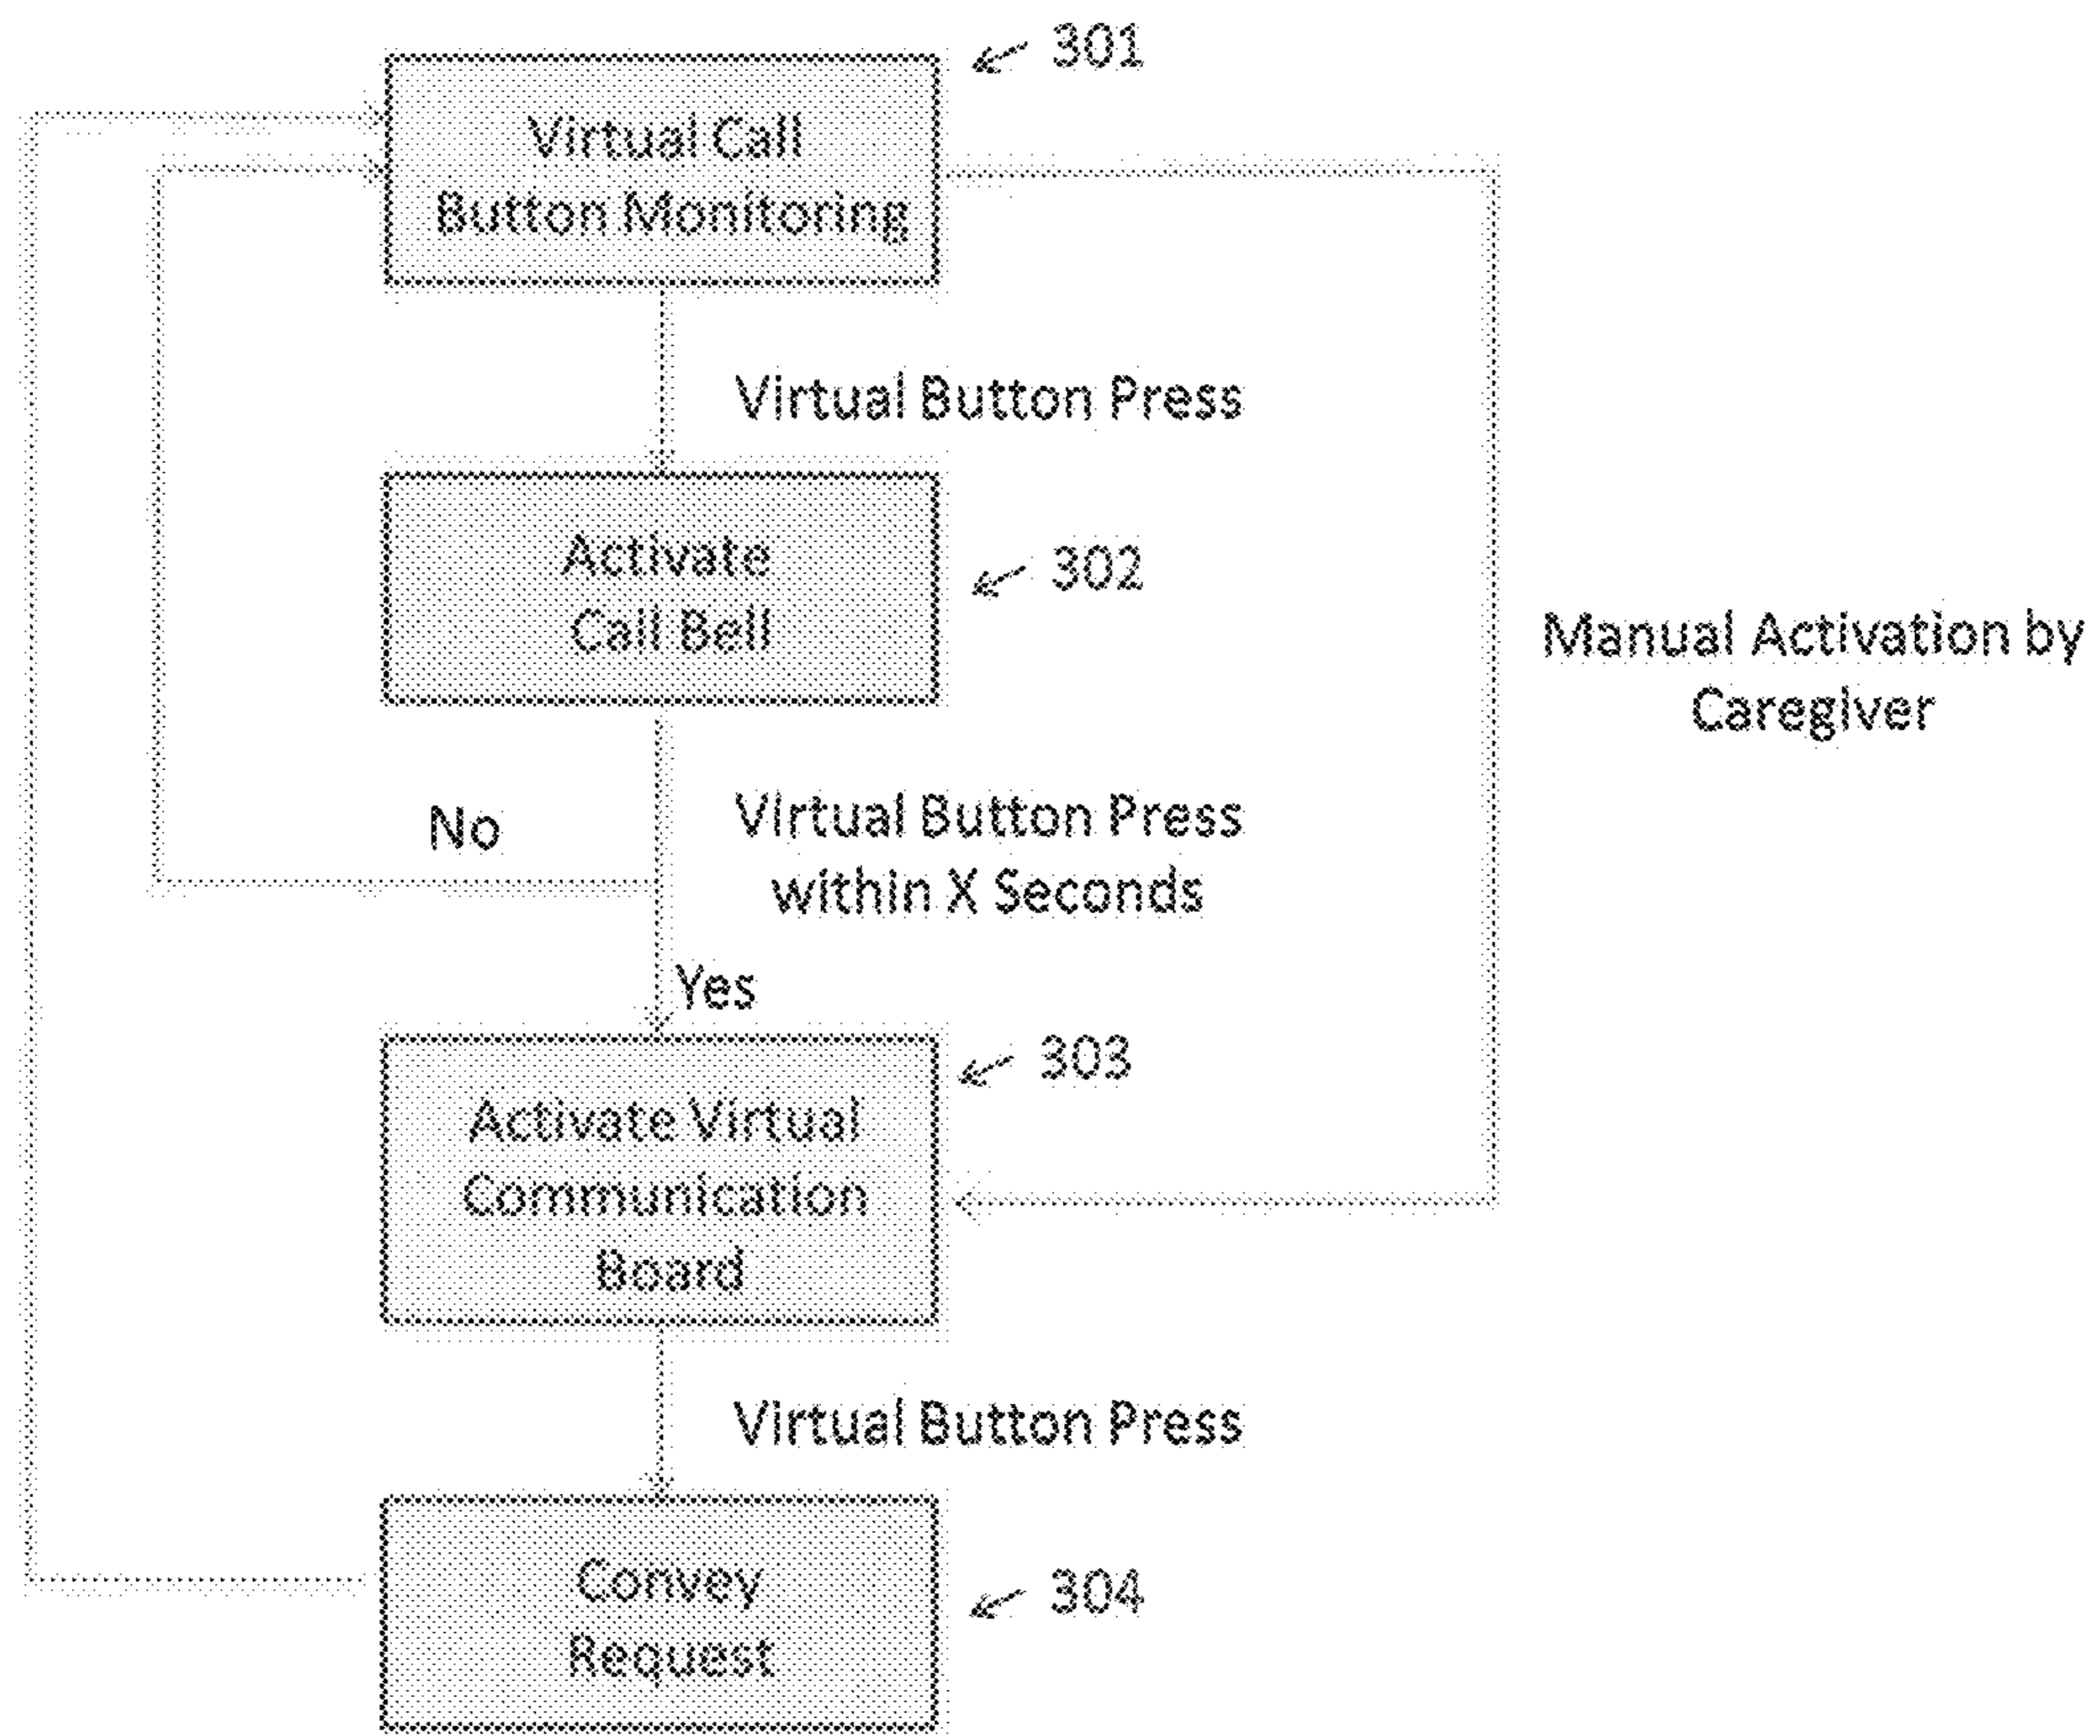 301
Virtual Call
Button Monitoring
Virtual Button Press
Activate
Call Bell
302
Manual Activation by
Caregiver
No
Virtual Button Press
within X Seconds
Yes
303
Activate Virtual
Communication
Board
Virtual Button Press
Convey
Request
304